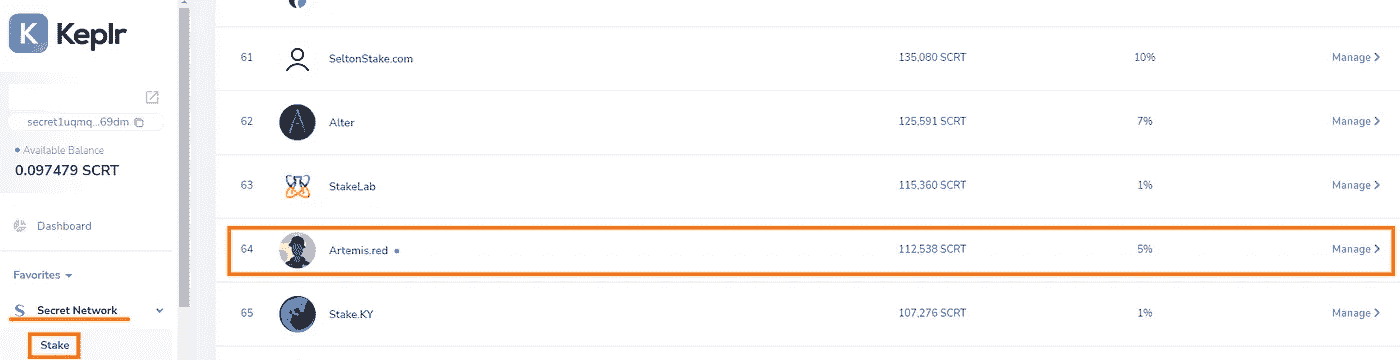 K Keplr
secret1uqmq...69dm
Available Balance
0.097479 SCRT
Dashboard
Favorites
S Secret Network
Stake
61 SeltonStake.com 135,080 SCRT 10% Manage
62 Alter 125,591 SCRT 7% Manage
63 StakeLab 115,360 SCRT 1% Manage
64 Artemis.red 112,538 SCRT 5% Manage
65 Stake.KY 107,276 SCRT 1% Manage